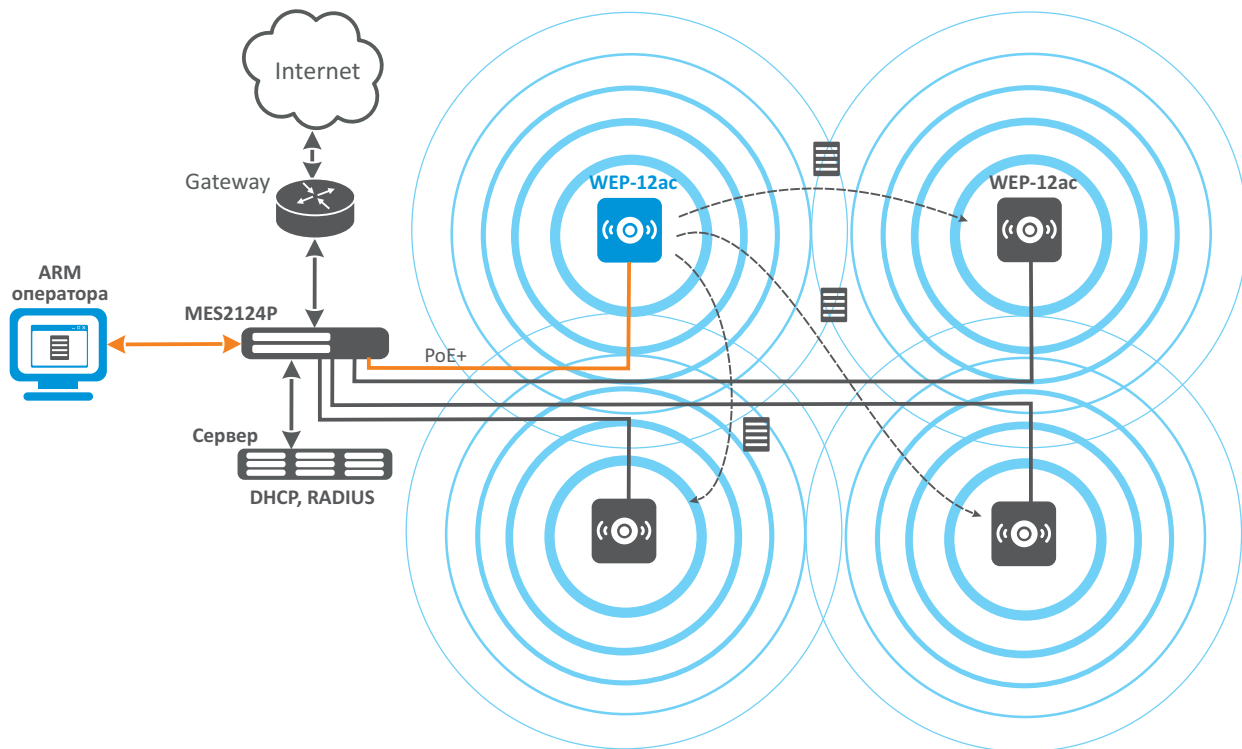 Internet
Gateway
WEP-12ac
WEP-12ac
ARM
оператора
MES2124P
PoE+
Сервер
DHCP, RADIUS